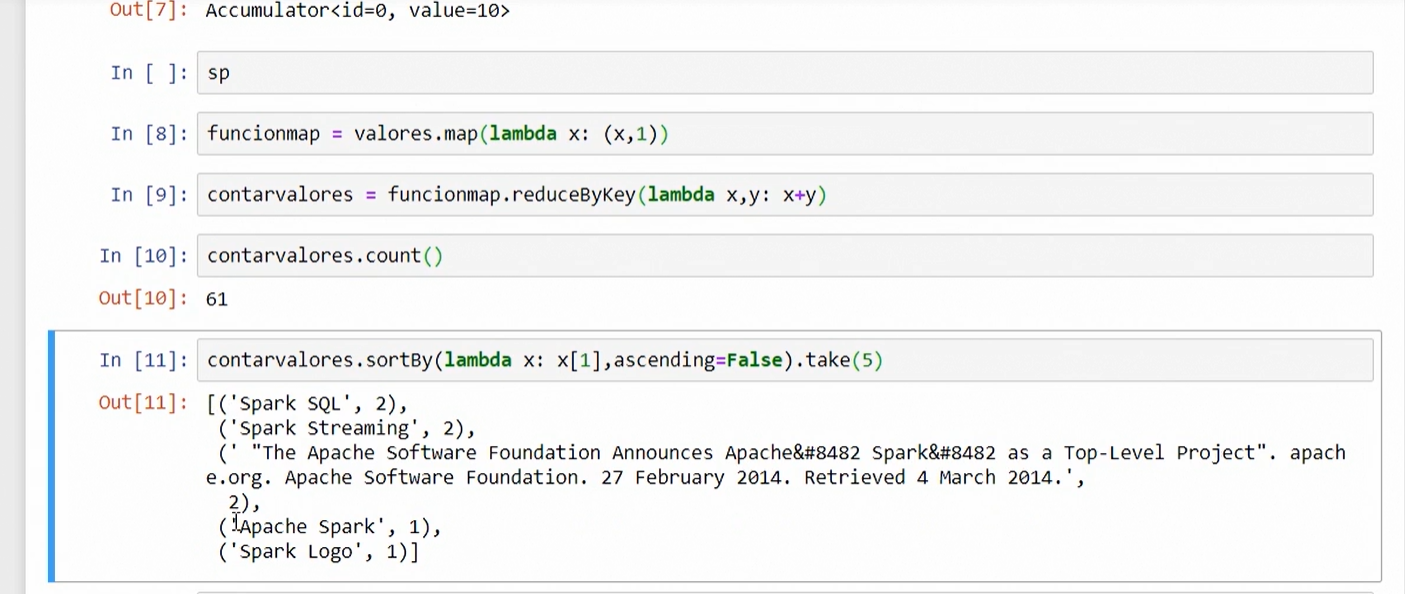 Out[7]: Accumulator<id=0, value=10>
In [ ]: sp
In [8]: funcionmap = valores.map(lambda x: (x,1))
In [9]: contarvalores = funcionmap.reduceByKey(lambda x,y: x+y)
In [10]: contarvalores.count()
Out[10]: 61
In [11]: contarvalores.sortBy(lambda x: x[1],ascending=False).take(5)
Out[11]: [('Spark SQL', 2),
('Spark Streaming', 2),
(' "The Apache Software Foundation Announces Apache&#8482 Spark&#8482 as a Top-Level Project". apach
e.org. Apache Software Foundation. 27 February 2014. Retrieved 4 March 2014.',
2),
('Apache Spark', 1),
('Spark Logo', 1)]